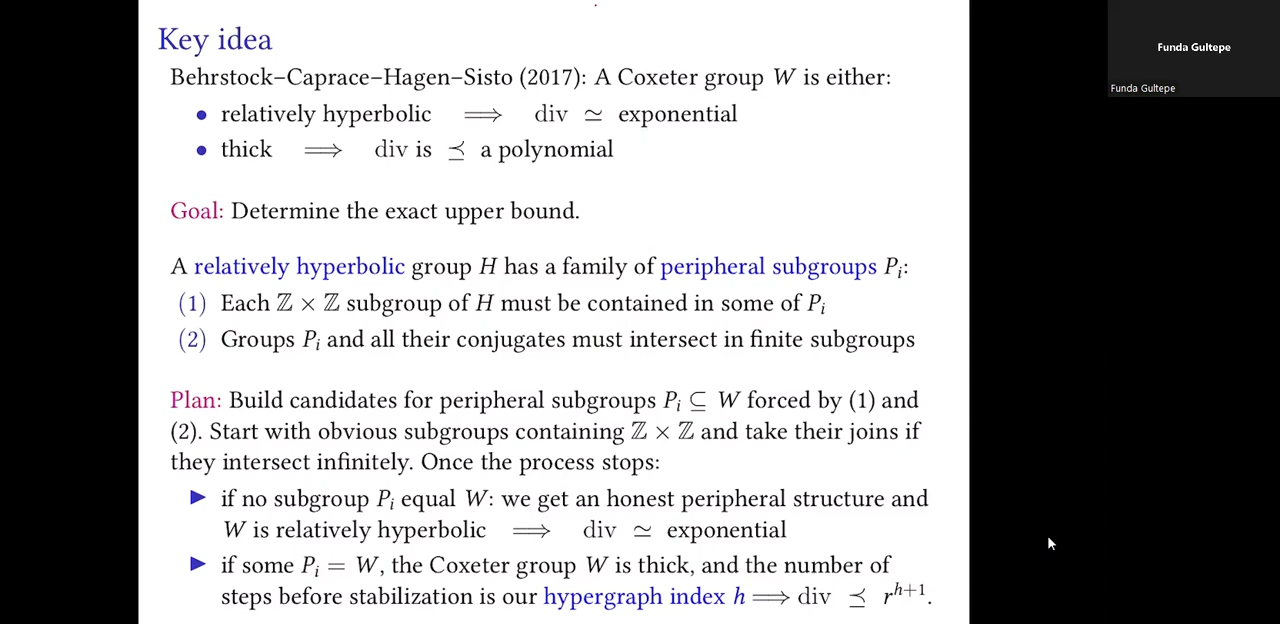 Key idea
Behrstock–Caprace–Hagen–Sisto (2017): A Coxeter group W is either:
• relatively hyperbolic ⟹ div ≃ exponential
• thick ⟹ div is ⪯ a polynomial
Goal: Determine the exact upper bound.
A relatively hyperbolic group H has a family of peripheral subgroups Pᵢ:
(1) Each ℤ × ℤ subgroup of H must be contained in some of Pᵢ
(2) Groups Pᵢ and all their conjugates must intersect in finite subgroups
Plan: Build candidates for peripheral subgroups Pᵢ ⊆ W forced by (1) and
(2). Start with obvious subgroups containing ℤ × ℤ and take their joins if
they intersect infinitely. Once the process stops:
▶ if no subgroup Pᵢ equal W: we get an honest peripheral structure and
W is relatively hyperbolic ⟹ div ≃ exponential
▶ if some Pᵢ = W, the Coxeter group W is thick, and the number of
steps before stabilization is our hypergraph index h ⟹ div ⪯ rʰ⁺¹.
Funda Gultepe
Funda Gultepe